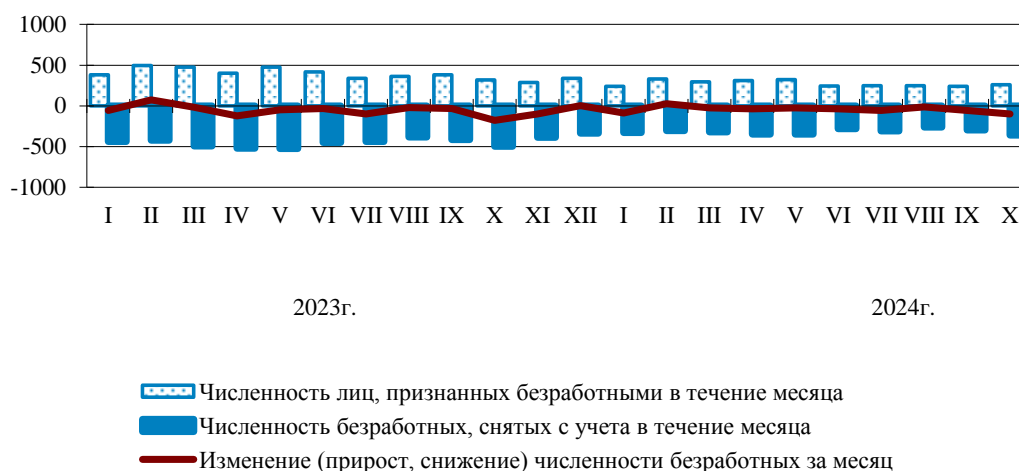 1000
500
0
-500
-1000
I II III IV V VI VII VIII IX X XI XII I II III IV V VI VII VIII IX X
2023г. 2024г.
Численность лиц, признанных безработными в течение месяца
Численность безработных, снятых с учета в течение месяца
Изменение (прирост, снижение) численности безработных за месяц